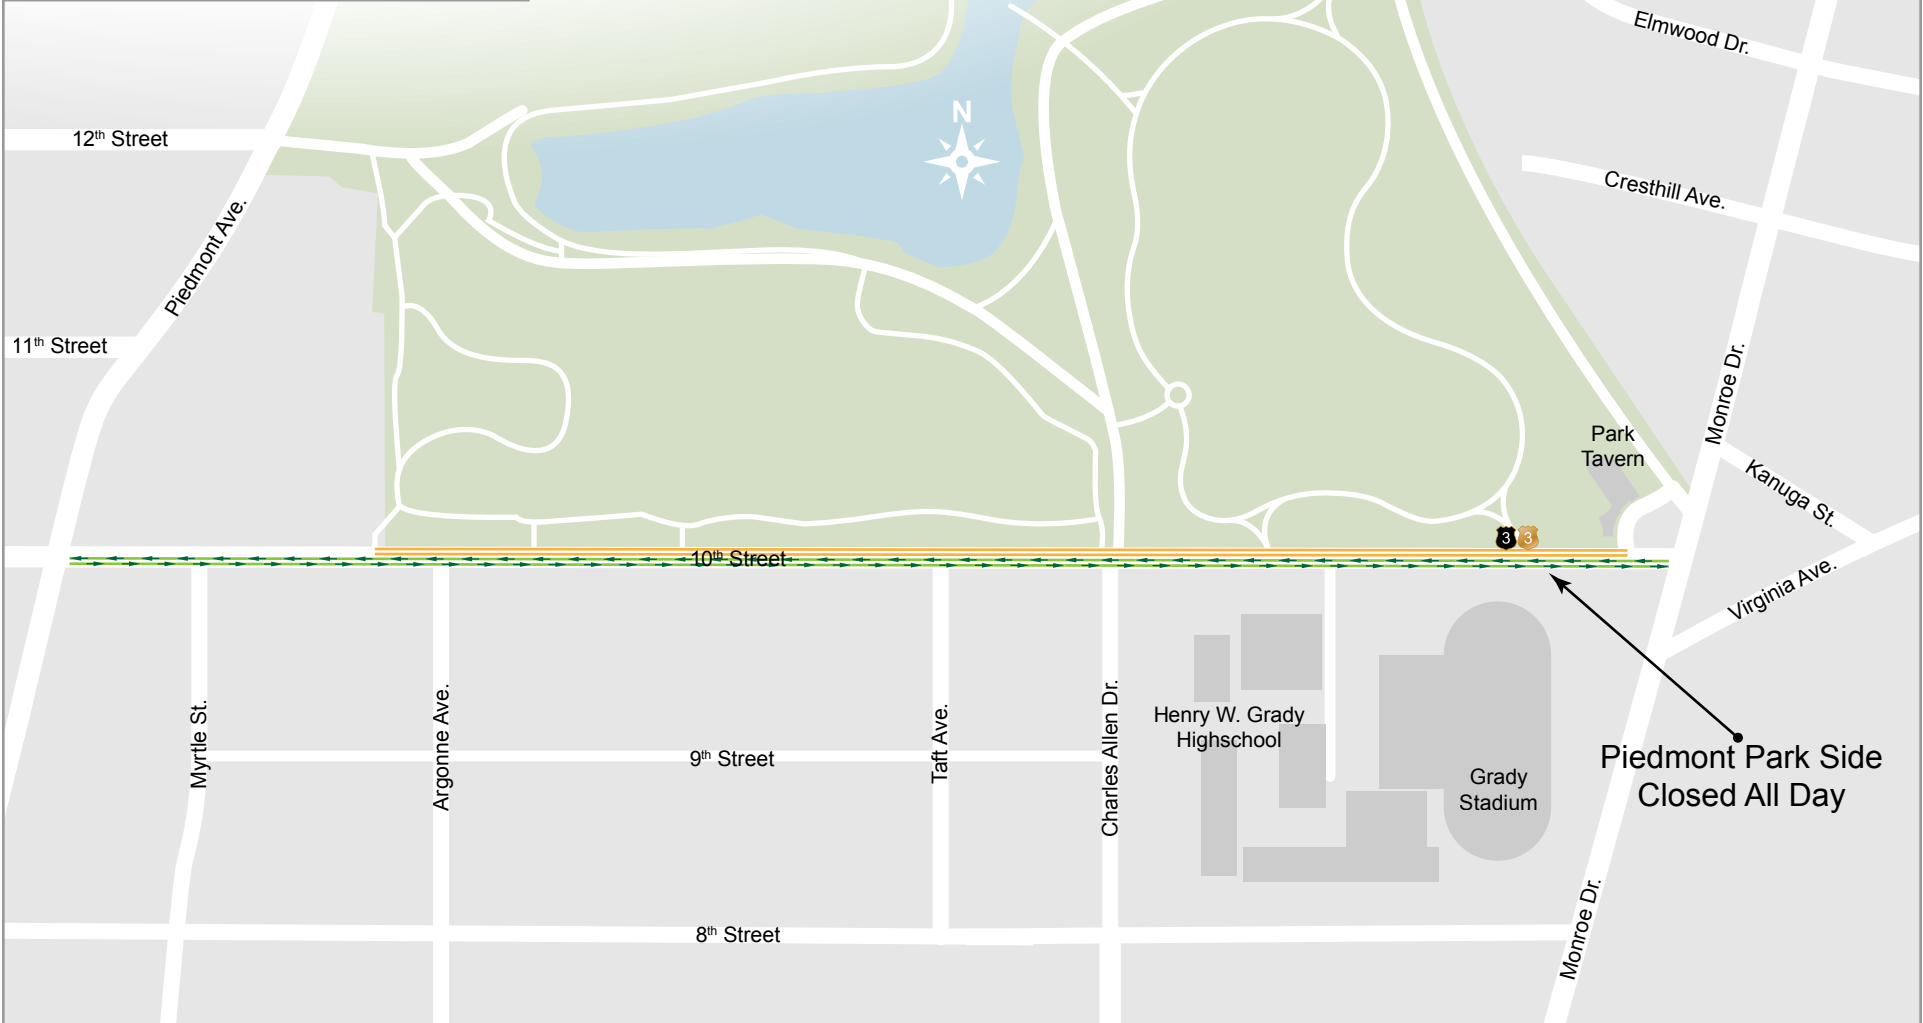 Elmwood Dr.
N
12th Street
Cresthill Ave.
Piedmont Ave.
11th Street
Monroe Dr.
Park
Tavern
Kanuga St.
3 3
10th Street
Virginia Ave.
Myrtle St.
Argonne Ave.
Taft Ave.
Charles Allen Dr.
Henry W. Grady
Highschool
9th Street
Grady
Stadium
Piedmont Park Side
Closed All Day
8th Street
Monroe Dr.